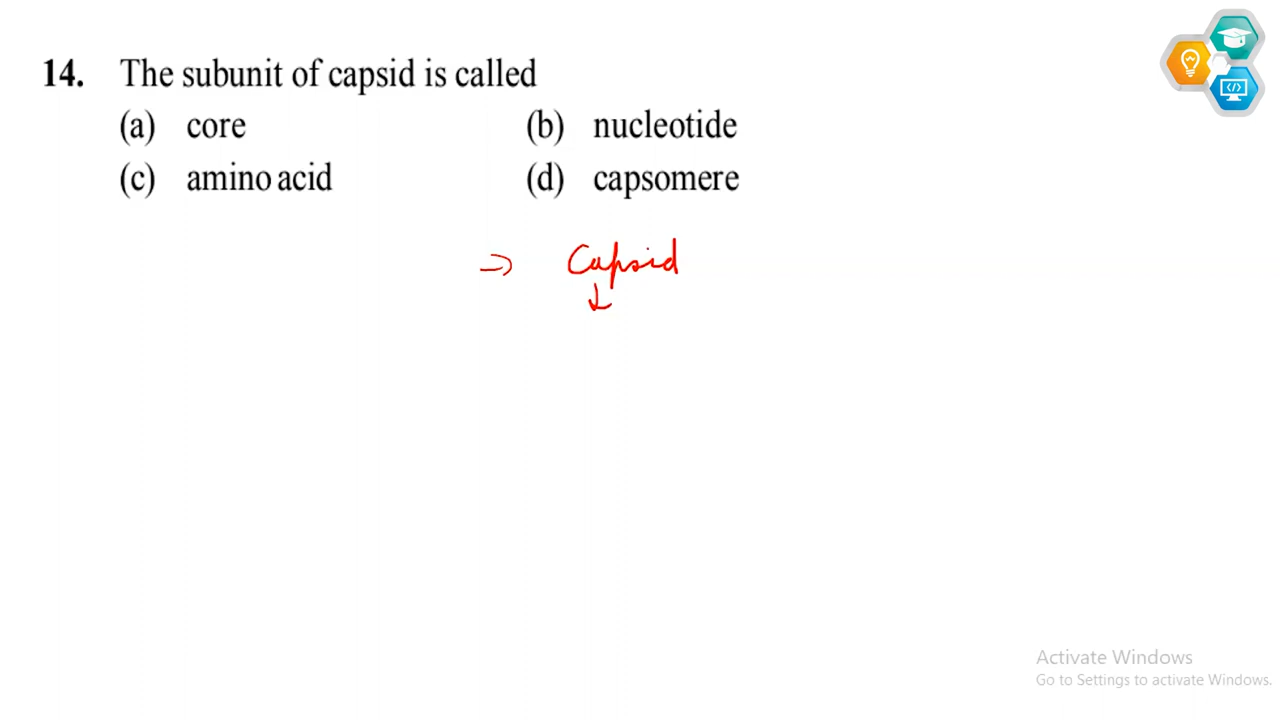 14. The subunit of capsid is called
(a) core (b) nucleotide
(c) amino acid (d) capsomere
⇒ Capsid
↓
Activate Windows
Go to Settings to activate Windows.